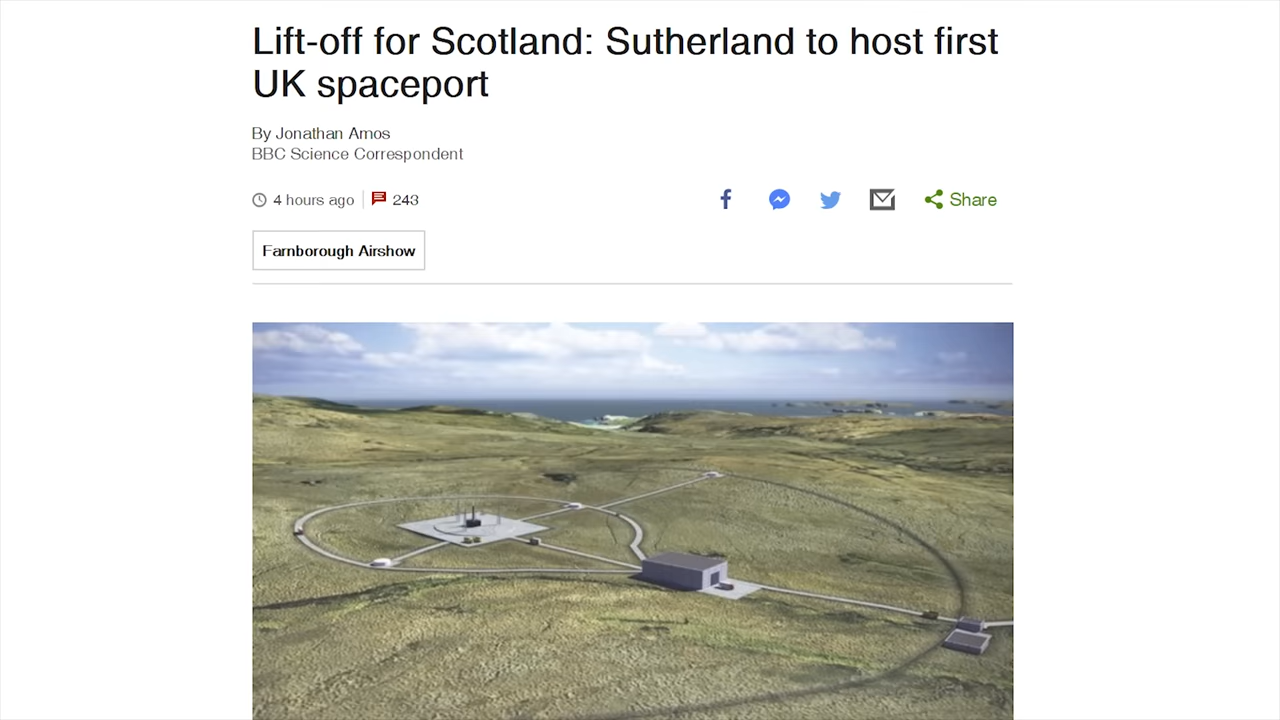 Lift-off for Scotland: Sutherland to host first
UK spaceport
By Jonathan Amos
BBC Science Correspondent
4 hours ago
243
Share
Farnborough Airshow